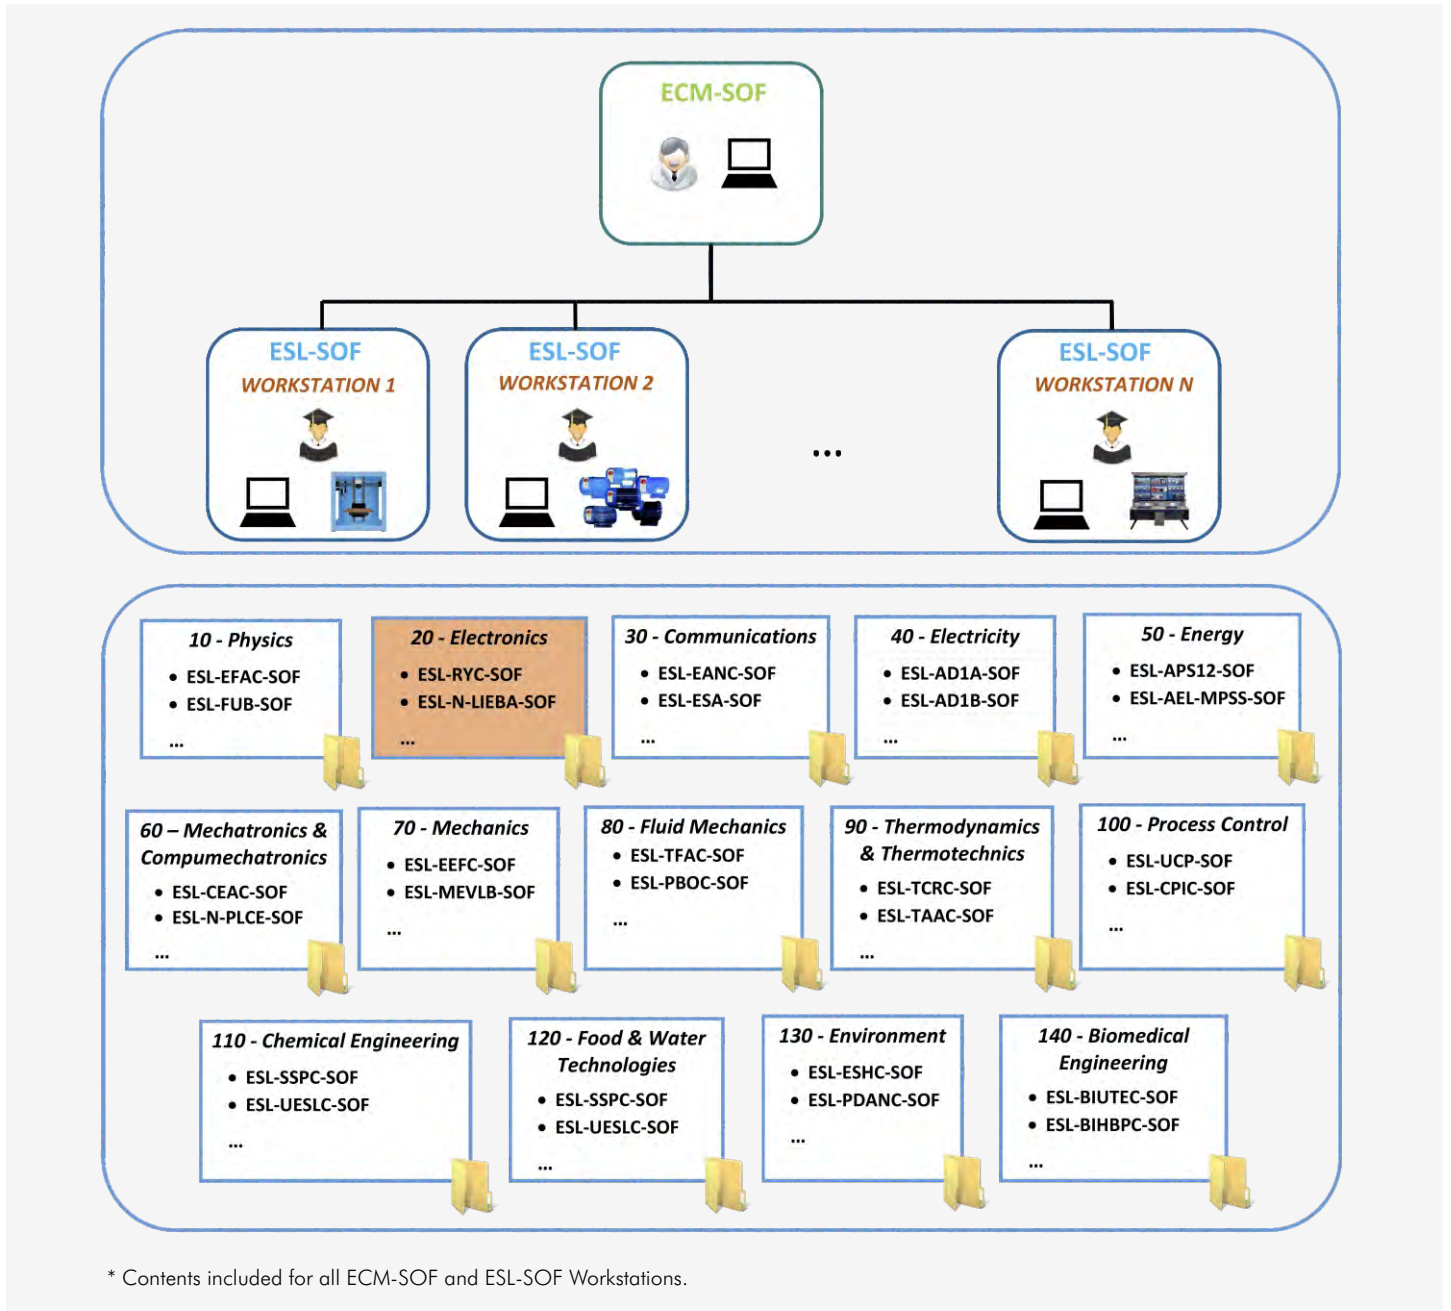 ECM-SOF
ESL-SOF
WORKSTATION 1
ESL-SOF
WORKSTATION 2
...
ESL-SOF
WORKSTATION N
10 - Physics
• ESL-EFAC-SOF
• ESL-FUB-SOF
...
20 - Electronics
• ESL-RYC-SOF
• ESL-N-LIEBA-SOF
...
30 - Communications
• ESL-EANC-SOF
• ESL-ESA-SOF
...
40 - Electricity
• ESL-AD1A-SOF
• ESL-AD1B-SOF
...
50 - Energy
• ESL-APS12-SOF
• ESL-AEL-MPSS-SOF
...
60 – Mechatronics &
Compumechatronics
• ESL-CEAC-SOF
• ESL-N-PLCE-SOF
...
70 - Mechanics
• ESL-EEFC-SOF
• ESL-MEVLB-SOF
...
80 - Fluid Mechanics
• ESL-TFAC-SOF
• ESL-PBOC-SOF
...
90 - Thermodynamics
& Thermotechnics
• ESL-TCRC-SOF
• ESL-TAAC-SOF
...
100 - Process Control
• ESL-UCP-SOF
• ESL-CPIC-SOF
...
110 - Chemical Engineering
• ESL-SSPC-SOF
• ESL-UESLC-SOF
...
120 - Food & Water
Technologies
• ESL-SSPC-SOF
• ESL-UESLC-SOF
...
130 - Environment
• ESL-ESHC-SOF
• ESL-PDANC-SOF
...
140 - Biomedical
Engineering
• ESL-BIUTEC-SOF
• ESL-BIHBPC-SOF
...
* Contents included for all ECM-SOF and ESL-SOF Workstations.